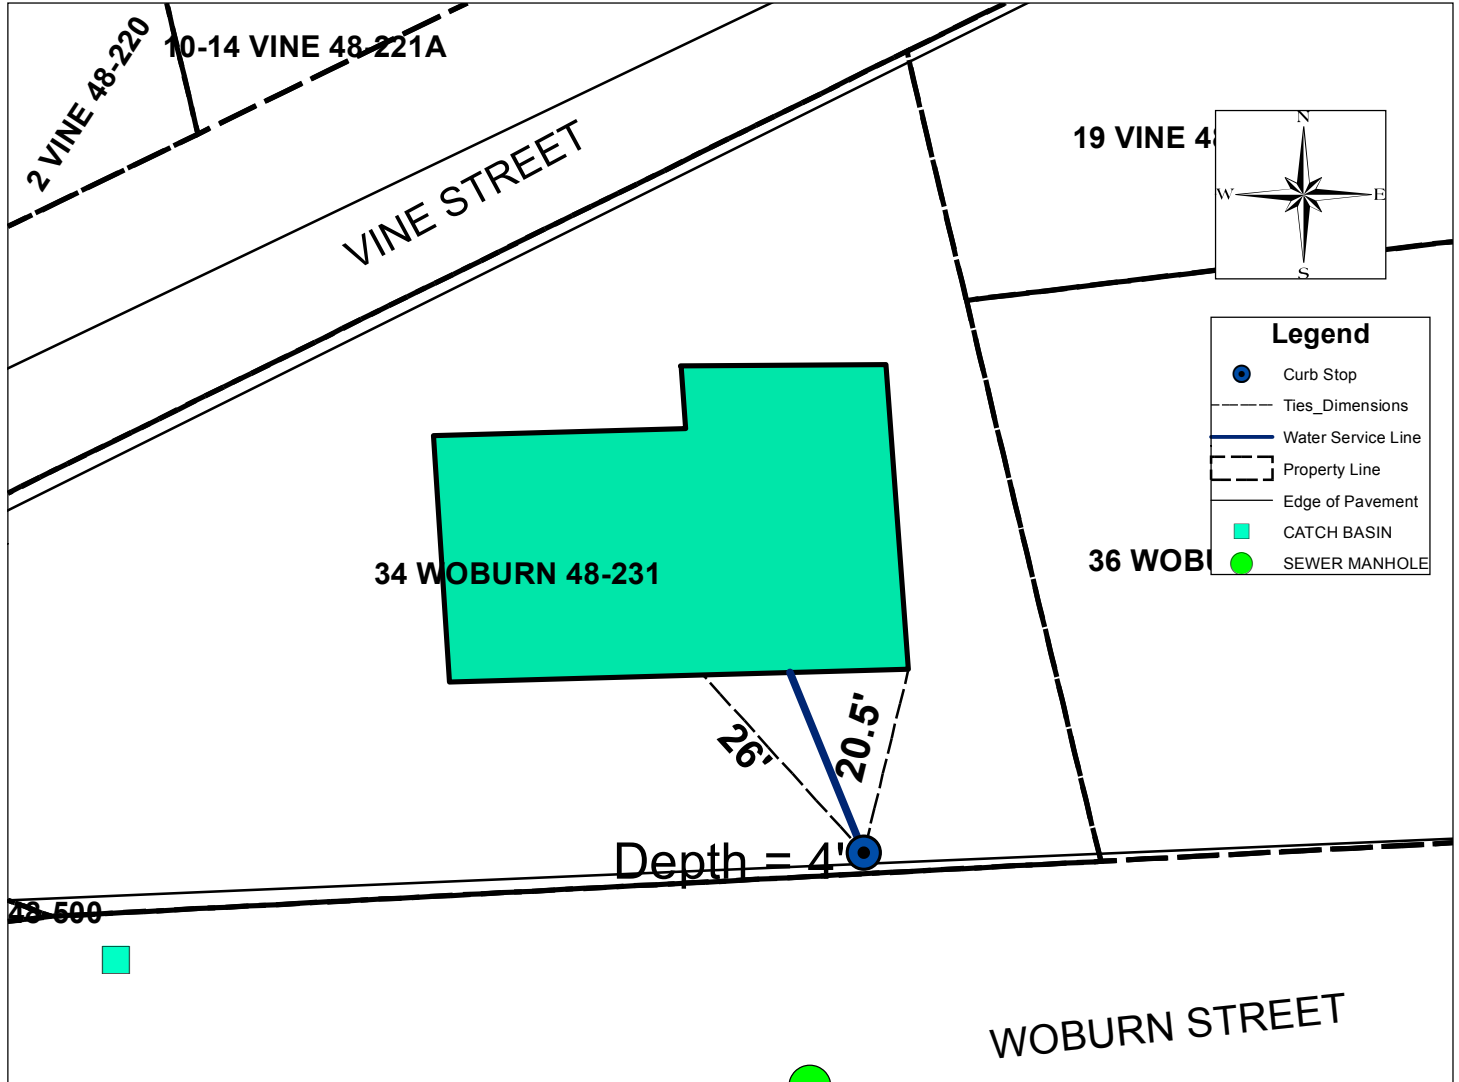 2 VINE 48-220
10-14 VINE 48-221A
VINE STREET
19 VINE
N
W
E
S
Legend
Curb Stop
Ties_Dimensions
Water Service Line
Property Line
Edge of Pavement
CATCH BASIN
SEWER MANHOLE
34 WOBURN 48-231
36
26'
20.5'
Depth = 4'
48-500
WOBURN STREET